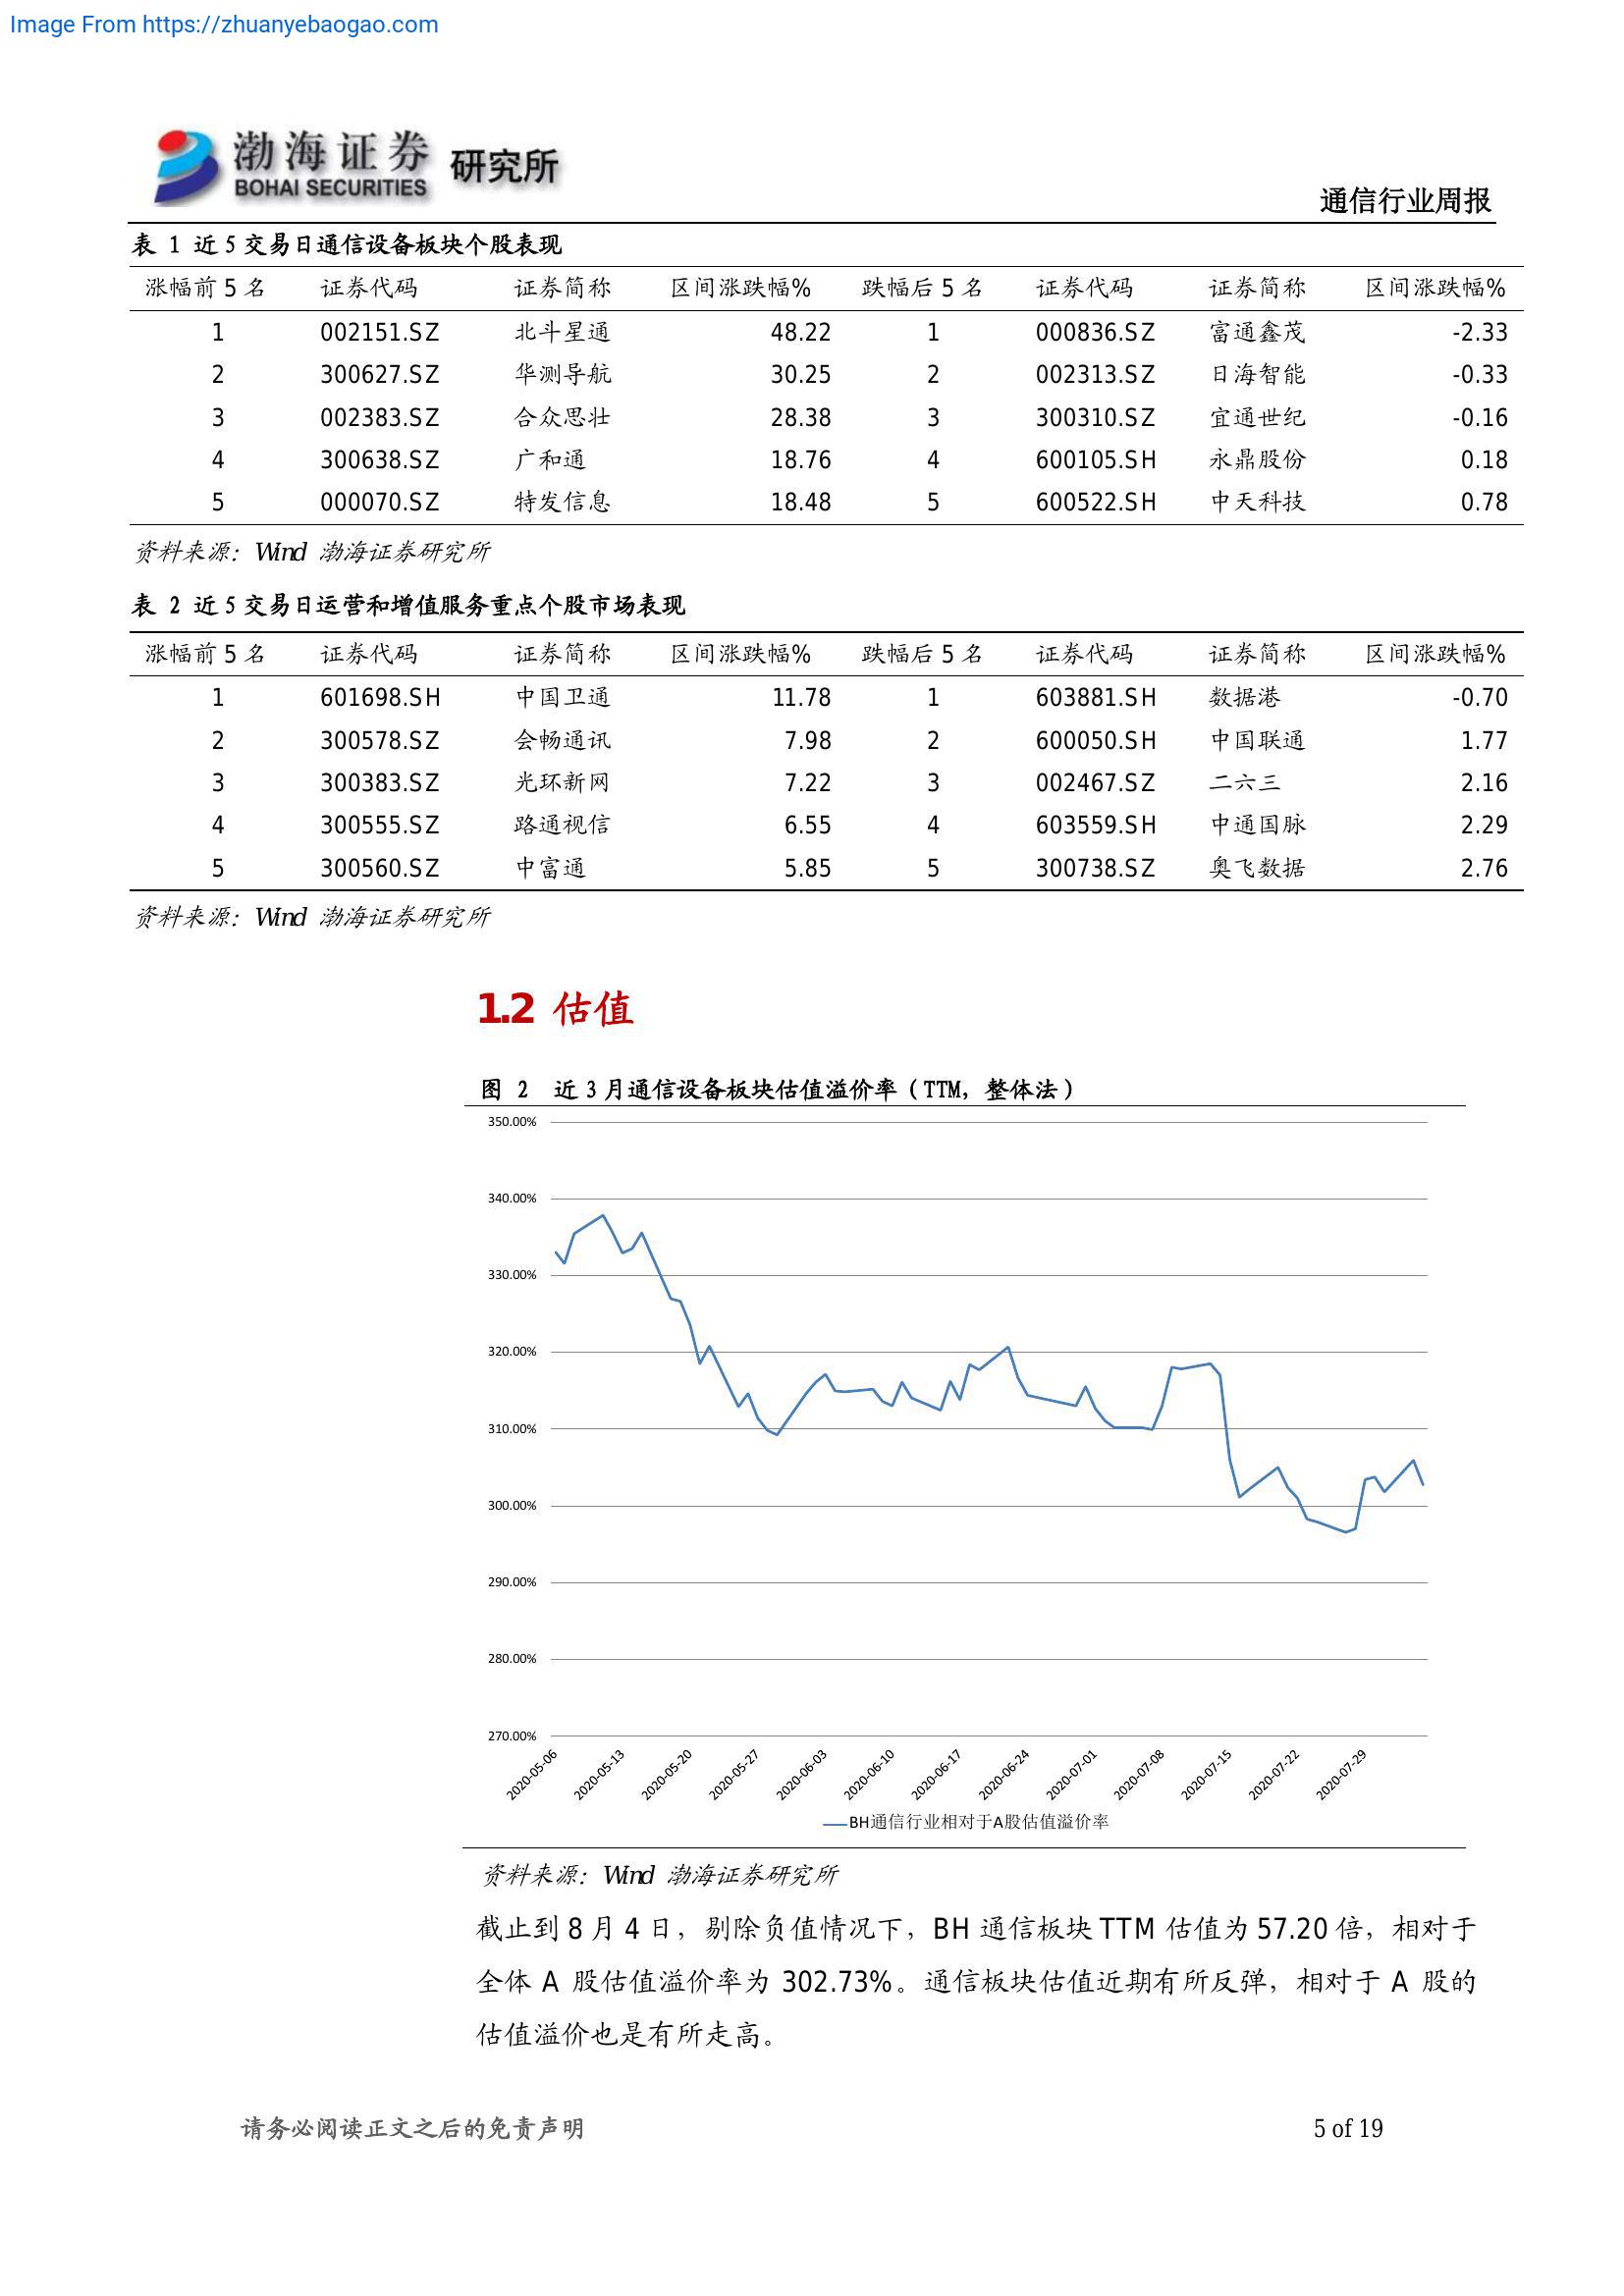 Image From https://zhuanyebaogao.com
渤海证券 研究所
BOHAI SECURITIES
通信行业周报
表 1 近 5 交易日通信设备板块个股表现
涨幅前 5 名 证券代码 证券简称 区间涨跌幅% 跌幅后 5 名 证券代码 证券简称 区间涨跌幅%
1 002151.SZ 北斗星通 48.22 1 000836.SZ 富通鑫茂 -2.33
2 300627.SZ 华测导航 30.25 2 002313.SZ 日海智能 -0.33
3 002383.SZ 合众思壮 28.38 3 300310.SZ 宜通世纪 -0.16
4 300638.SZ 广和通 18.76 4 600105.SH 永鼎股份 0.18
5 000070.SZ 特发信息 18.48 5 600522.SH 中天科技 0.78
资料来源：Wind 渤海证券研究所
表 2 近 5 交易日运营和增值服务重点个股市场表现
涨幅前 5 名 证券代码 证券简称 区间涨跌幅% 跌幅后 5 名 证券代码 证券简称 区间涨跌幅%
1 601698.SH 中国卫通 11.78 1 603881.SH 数据港 -0.70
2 300578.SZ 会畅通讯 7.98 2 600050.SH 中国联通 1.77
3 300383.SZ 光环新网 7.22 3 002467.SZ 二六三 2.16
4 300555.SZ 路通视信 6.55 4 603559.SH 中通国脉 2.29
5 300560.SZ 中富通 5.85 5 300738.SZ 奥飞数据 2.76
资料来源：Wind 渤海证券研究所
1.2 估值
图 2 近 3 月通信设备板块估值溢价率（TTM，整体法）
350.00%
340.00%
330.00%
320.00%
310.00%
300.00%
290.00%
280.00%
270.00%
2020-05-06 2020-05-13 2020-05-20 2020-05-27 2020-06-03 2020-06-10 2020-06-17 2020-06-24 2020-07-01 2020-07-08 2020-07-15 2020-07-22 2020-07-29
BH通信行业相对于A股估值溢价率
资料来源：Wind 渤海证券研究所
截止到 8 月 4 日，剔除负值情况下，BH 通信板块 TTM 估值为 57.20 倍，相对于
全体 A 股估值溢价率为 302.73%。通信板块估值近期有所反弹，相对于 A 股的
估值溢价也是有所走高。
请务必阅读正文之后的免责声明
5 of 19